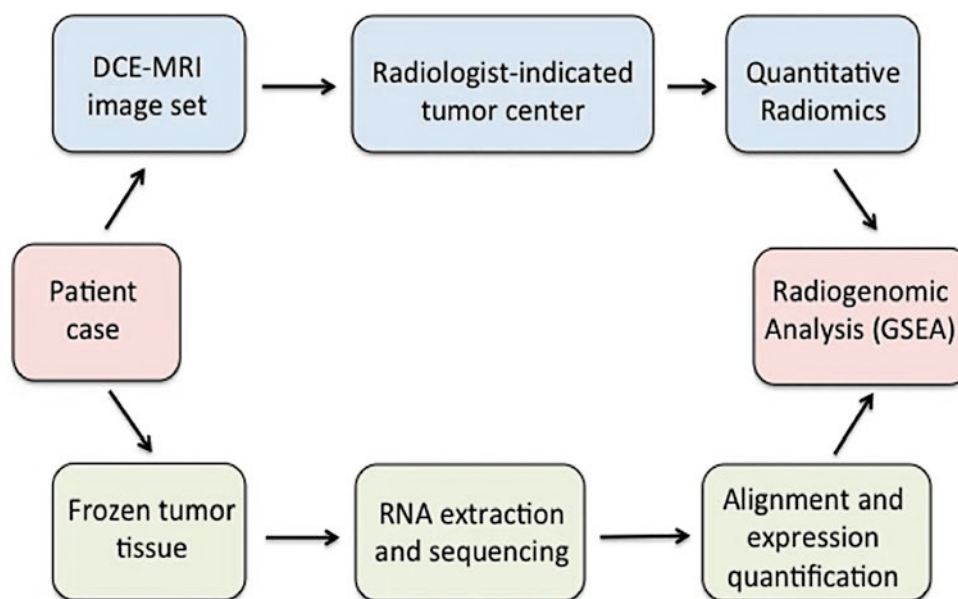 DCE-MRI
image set
Radiologist-indicated
tumor center
Quantitative
Radiomics
Patient
case
Radiogenomic
Analysis (GSEA)
Frozen tumor
tissue
RNA extraction
and sequencing
Alignment and
expression
quantification